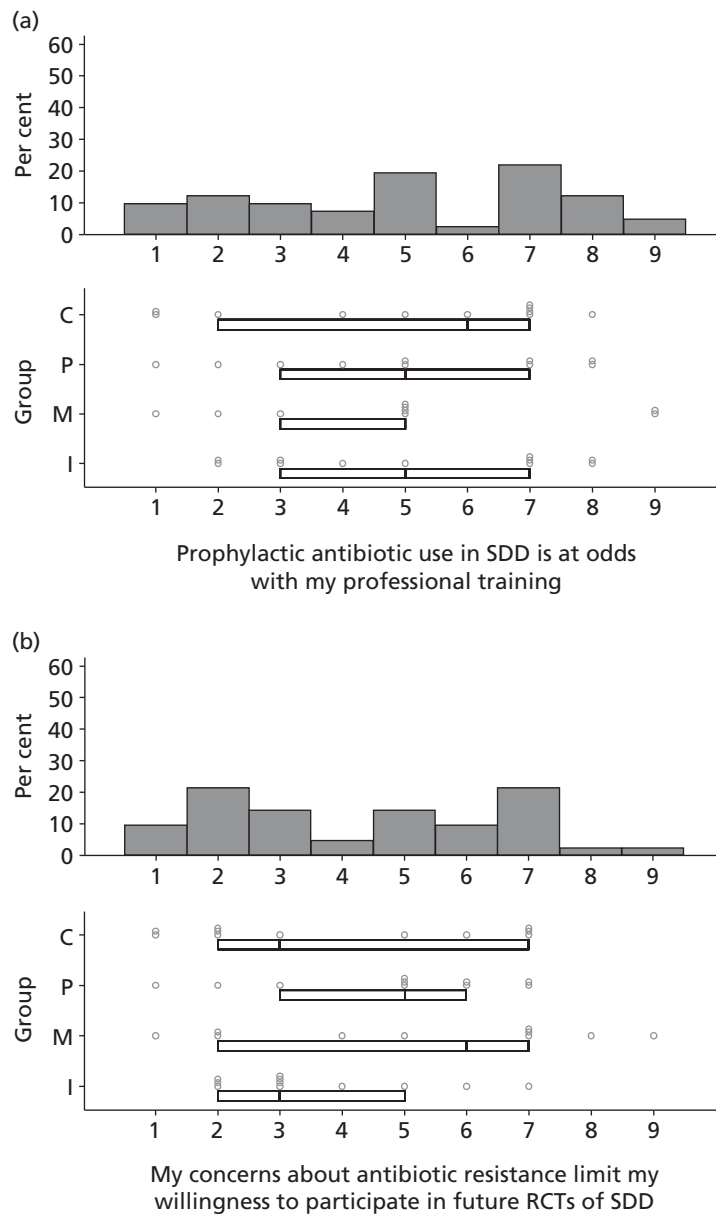 (a)
60
50
40
30
20
10
0
Per cent
1 2 3 4 5 6 7 8 9
C
P
M
I
Group
1 2 3 4 5 6 7 8 9
Prophylactic antibiotic use in SDD is at odds
with my professional training
(b)
60
50
40
30
20
10
0
Per cent
1 2 3 4 5 6 7 8 9
C
P
M
I
Group
1 2 3 4 5 6 7 8 9
My concerns about antibiotic resistance limit my
willingness to participate in future RCTs of SDD